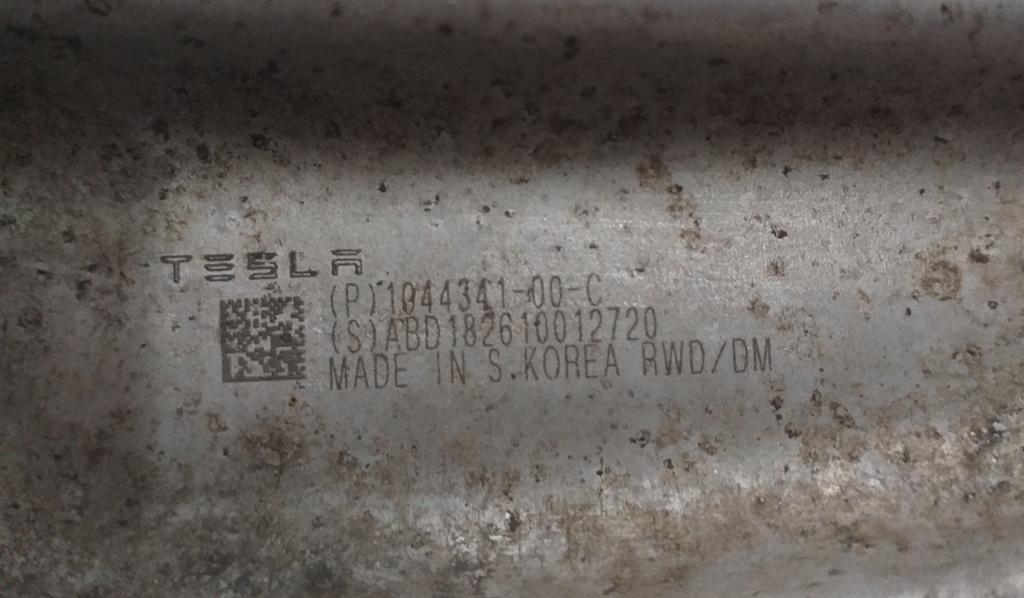 TESLA
(P)1044341-00-C
(S)ABD182610012720
MADE IN S.KOREA RWD/DM